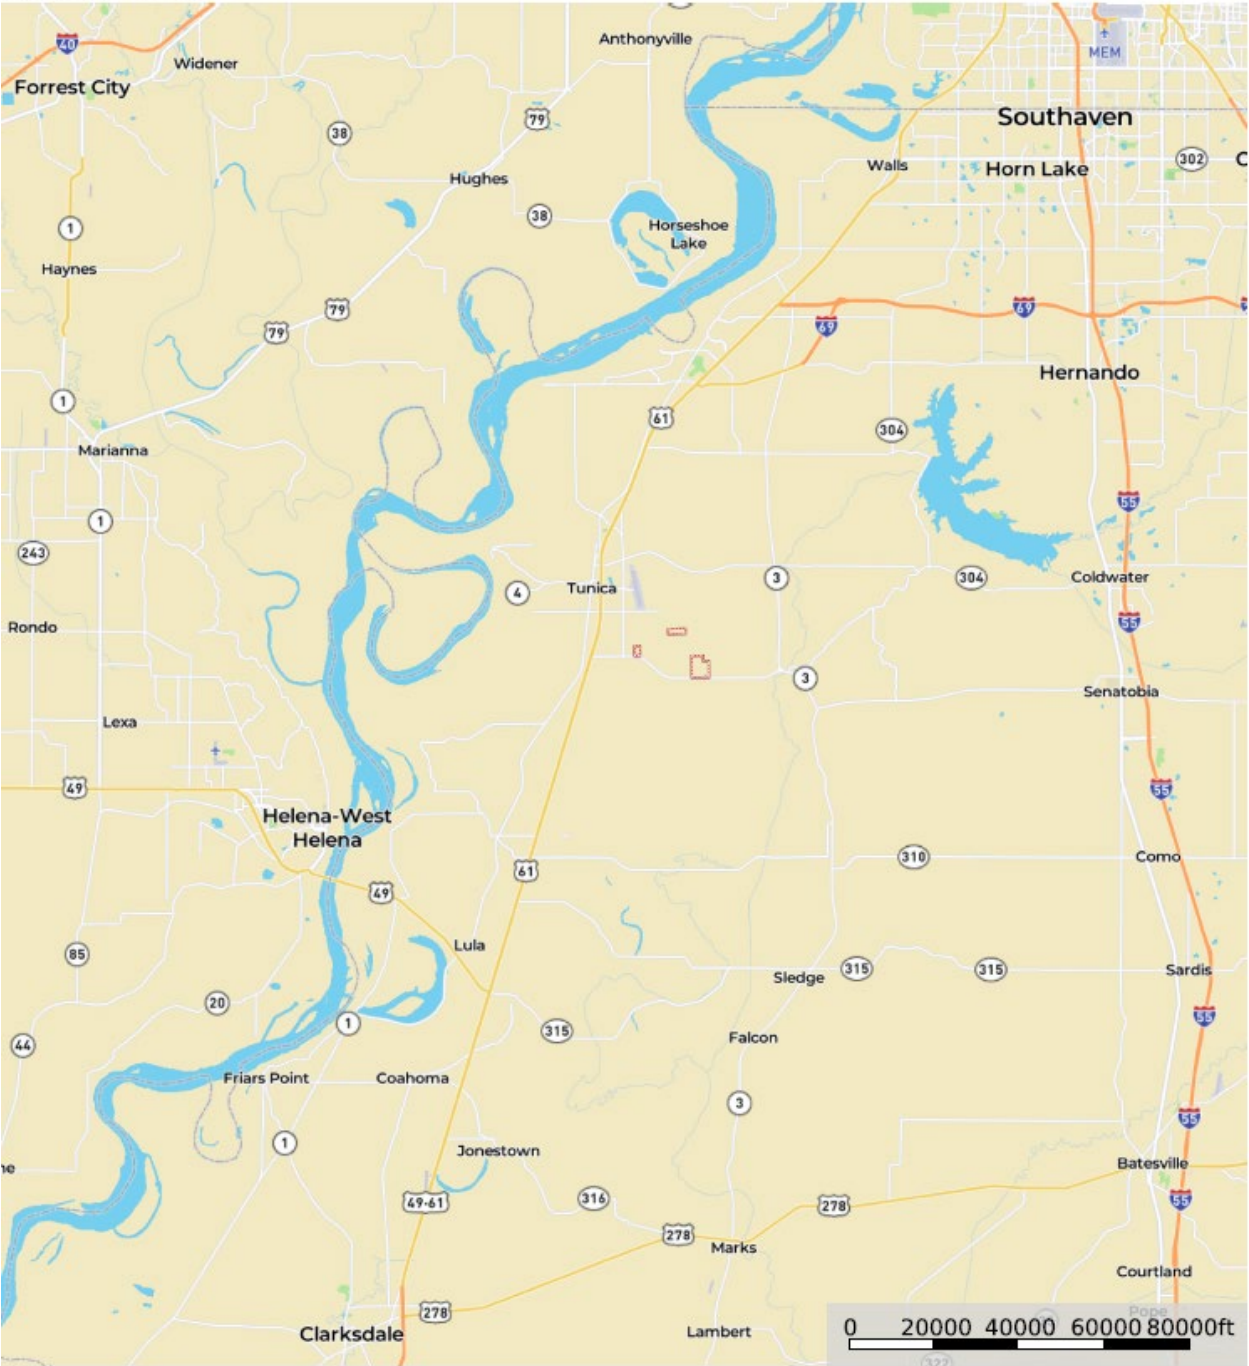 Anthonyville
40
Widener
MEM
Forrest City
79
Southaven
38
302
C
Walls
Horn Lake
Hughes
38
Horseshoe
Lake
1
Haynes
69
79
69
79
Hernando
1
61
304
Marianna
55
1
243
3
304
Coldwater
Tunica
4
55
Rondo
3
Senatobia
Lexa
49
55
Helena-West
Helena
310
Como
61
49
Lula
85
315
315
Sardis
Sledge
20
55
1
315
Falcon
44
Friars Point
Coahoma
3
55
1
Jonestown
Batesville
ne
316
55
49-61
278
278
Marks
Courtland
278
Pope
Clarksdale
Lambert
0 20000 40000 60000 80000ft
322